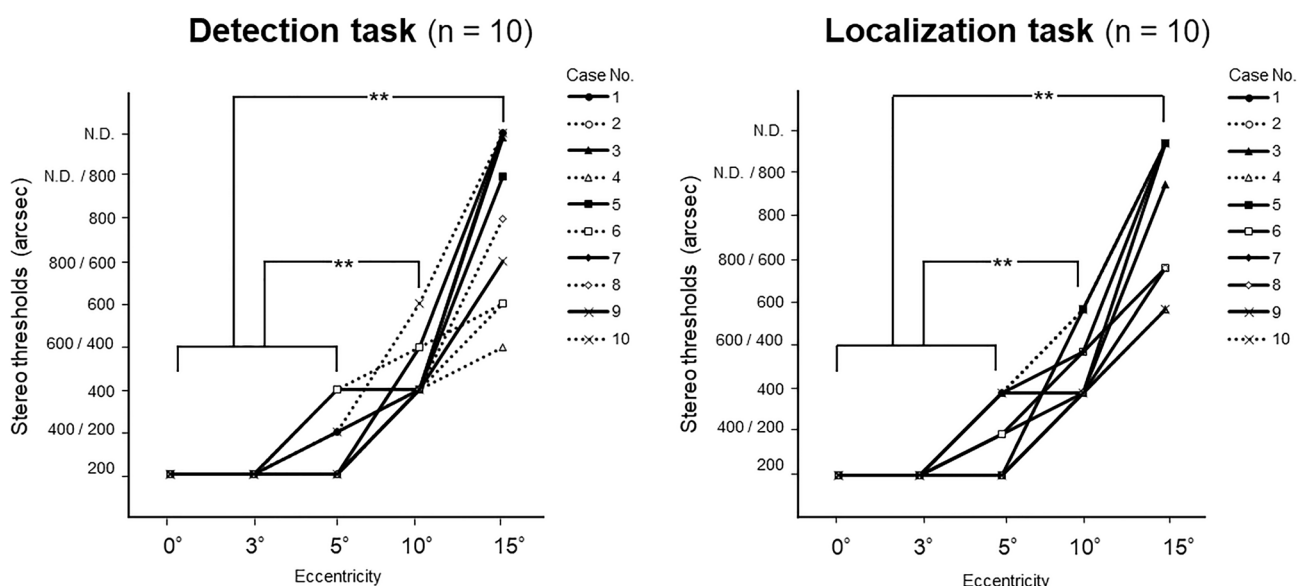 Detection task (n = 10)
Stereo thresholds (arcsec)
N.D.
N.D. / 800
800
800 / 600
600
600 / 400
400
400 / 200
200
**
**
0° 3° 5° 10° 15°
Eccentricity
Case No.
1
2
3
4
5
6
7
8
9
10
Localization task (n = 10)
Stereo thresholds (arcsec)
N.D.
N.D. / 800
800
800 / 600
600
600 / 400
400
400 / 200
200
**
**
0° 3° 5° 10° 15°
Eccentricity
Case No.
1
2
3
4
5
6
7
8
9
10